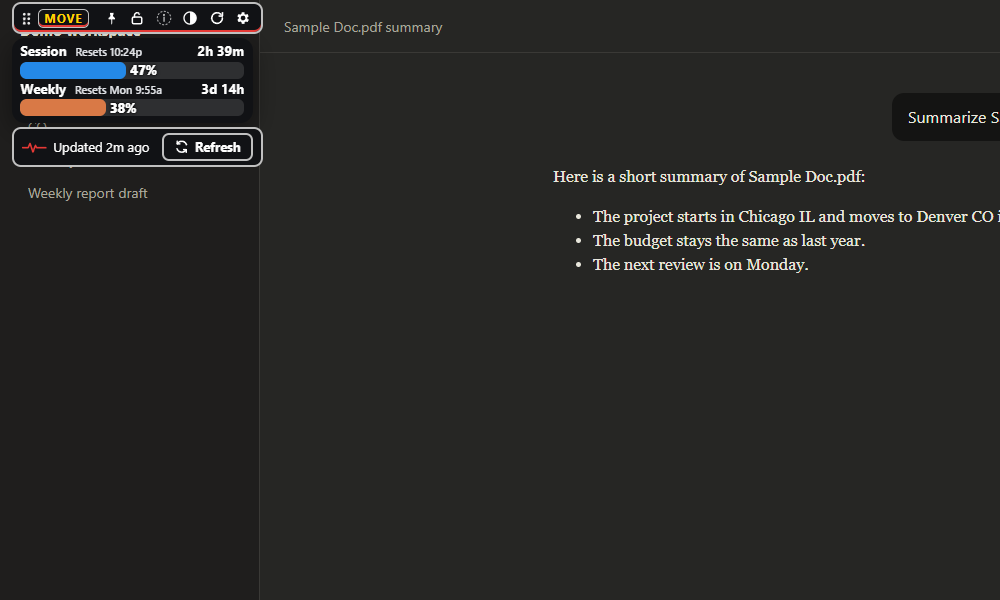 MOVE
Sample Doc.pdf summary
Session Resets 10:24p 2h 39m
47%
Weekly Resets Mon 9:55a 3d 14h
38%
Updated 2m ago Refresh
Weekly report draft
Summarize S
Here is a short summary of Sample Doc.pdf:
• The project starts in Chicago IL and moves to Denver CO i
• The budget stays the same as last year.
• The next review is on Monday.